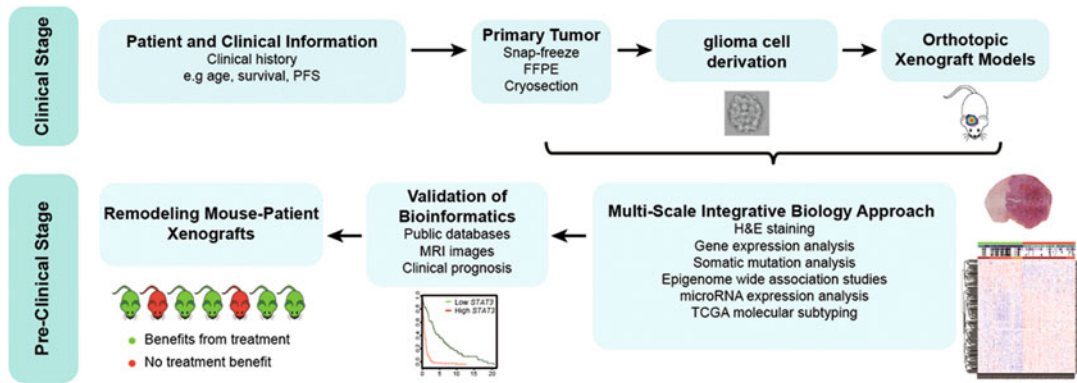 Clinical Stage
Patient and Clinical Information
Clinical history
e.g age, survival, PFS
Primary Tumor
Snap-freeze
FFPE
Cryosection
glioma cell
derivation
Orthotopic
Xenograft Models
Pre-Clinical Stage
Remodeling Mouse-Patient
Xenografts
Benefits from treatment
No treatment benefit
Validation of
Bioinformatics
Public databases
MRI images
Clinical prognosis
Low STAT3
High STAT3
0 5 10 15 20
Multi-Scale Integrative Biology Approach
H&E staining
Gene expression analysis
Somatic mutation analysis
Epigenome wide association studies
microRNA expression analysis
TCGA molecular subtyping